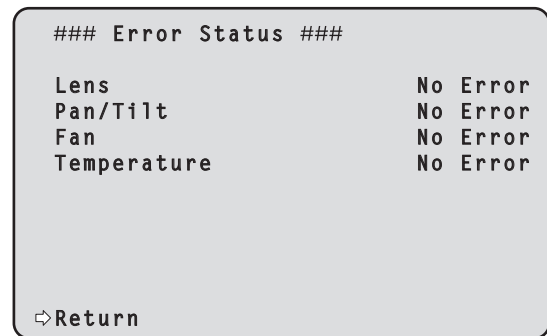 ### Error Status ###
Lens No Error
Pan/Tilt No Error
Fan No Error
Temperature No Error
⇨Return